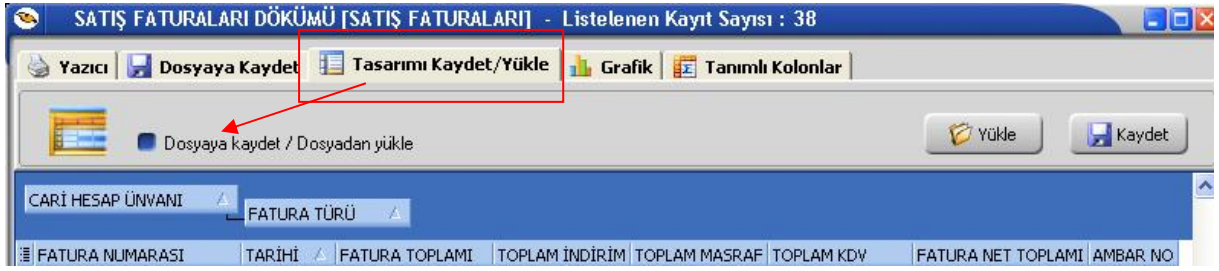 SATIŞ FATURALARI DÖKÜMÜ [SATIŞ FATURALARI] - Listelenen Kayıt Sayısı : 38
Yazıcı Dosyaya Kaydet Tasarımı Kaydet/Yükle Grafik Tanımlı Kolonlar
Dosyaya kaydet / Dosyadan yükle Yükle Kaydet
CARİ HESAP ÜNVANI
FATURA TÜRÜ
FATURA NUMARASI TARİHİ FATURA TOPLAMI TOPLAM İNDİRİM TOPLAM MASRAF TOPLAM KDV FATURA NET TOPLAMI AMBAR NO